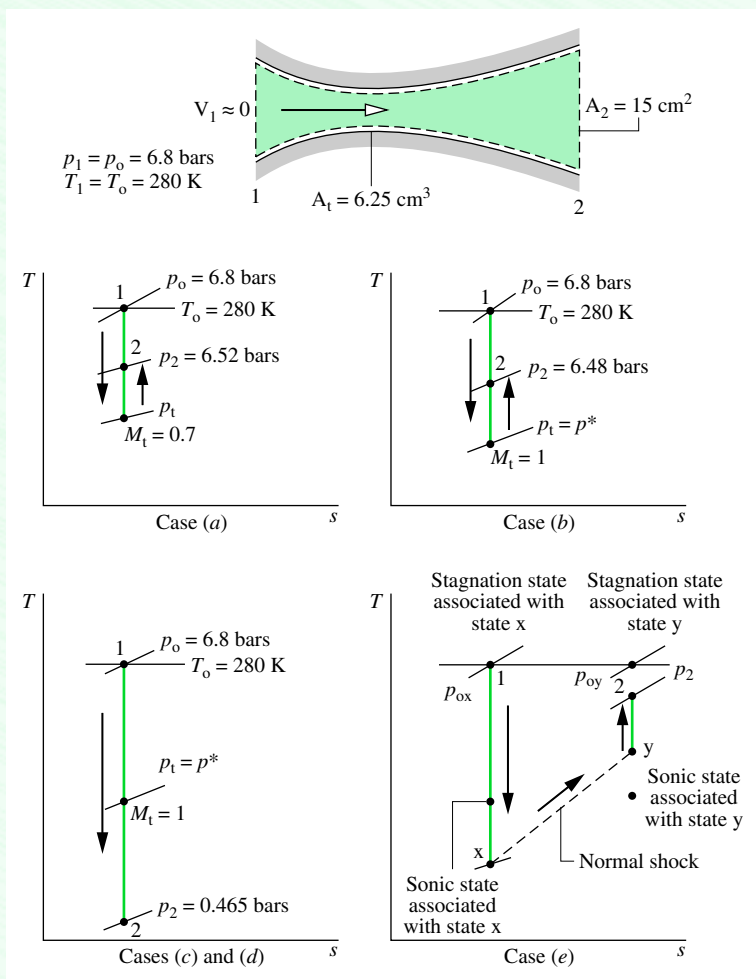 V1 ≈ 0
A2 = 15 cm²
p1 = po = 6.8 bars
T1 = To = 280 K
1
At = 6.25 cm³
2
T
1
po = 6.8 bars
To = 280 K
2
p2 = 6.52 bars
pt
Mt = 0.7
Case (a)
s
T
1
po = 6.8 bars
To = 280 K
2
p2 = 6.48 bars
pt = p*
Mt = 1
Case (b)
s
T
1
po = 6.8 bars
To = 280 K
pt = p*
Mt = 1
p2 = 0.465 bars
2
Cases (c) and (d)
s
Stagnation state
associated with
state x
Stagnation state
associated with
state y
T
1
pox
poy
2
p2
y
Sonic state
associated
with state y
x
Normal shock
Sonic state
associated
with state x
Case (e)
s